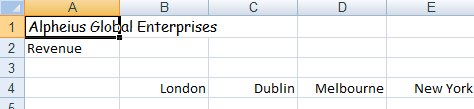 A B C D E
1 Alpheius Global Enterprises
2 Revenue
3
4 London Dublin Melbourne New York